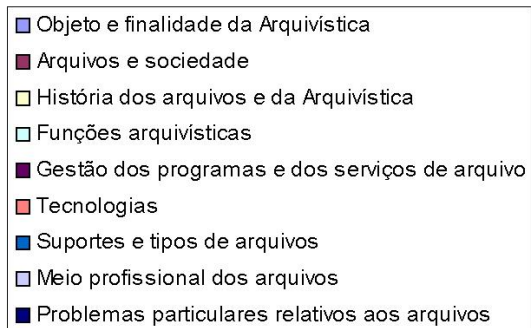 Objeto e finalidade da Arquivística
Arquivos e sociedade
História dos arquivos e da Arquivística
Funções arquivísticas
Gestão dos programas e dos serviços de arquivo
Tecnologias
Suportes e tipos de arquivos
Meio profissional dos arquivos
Problemas particulares relativos aos arquivos